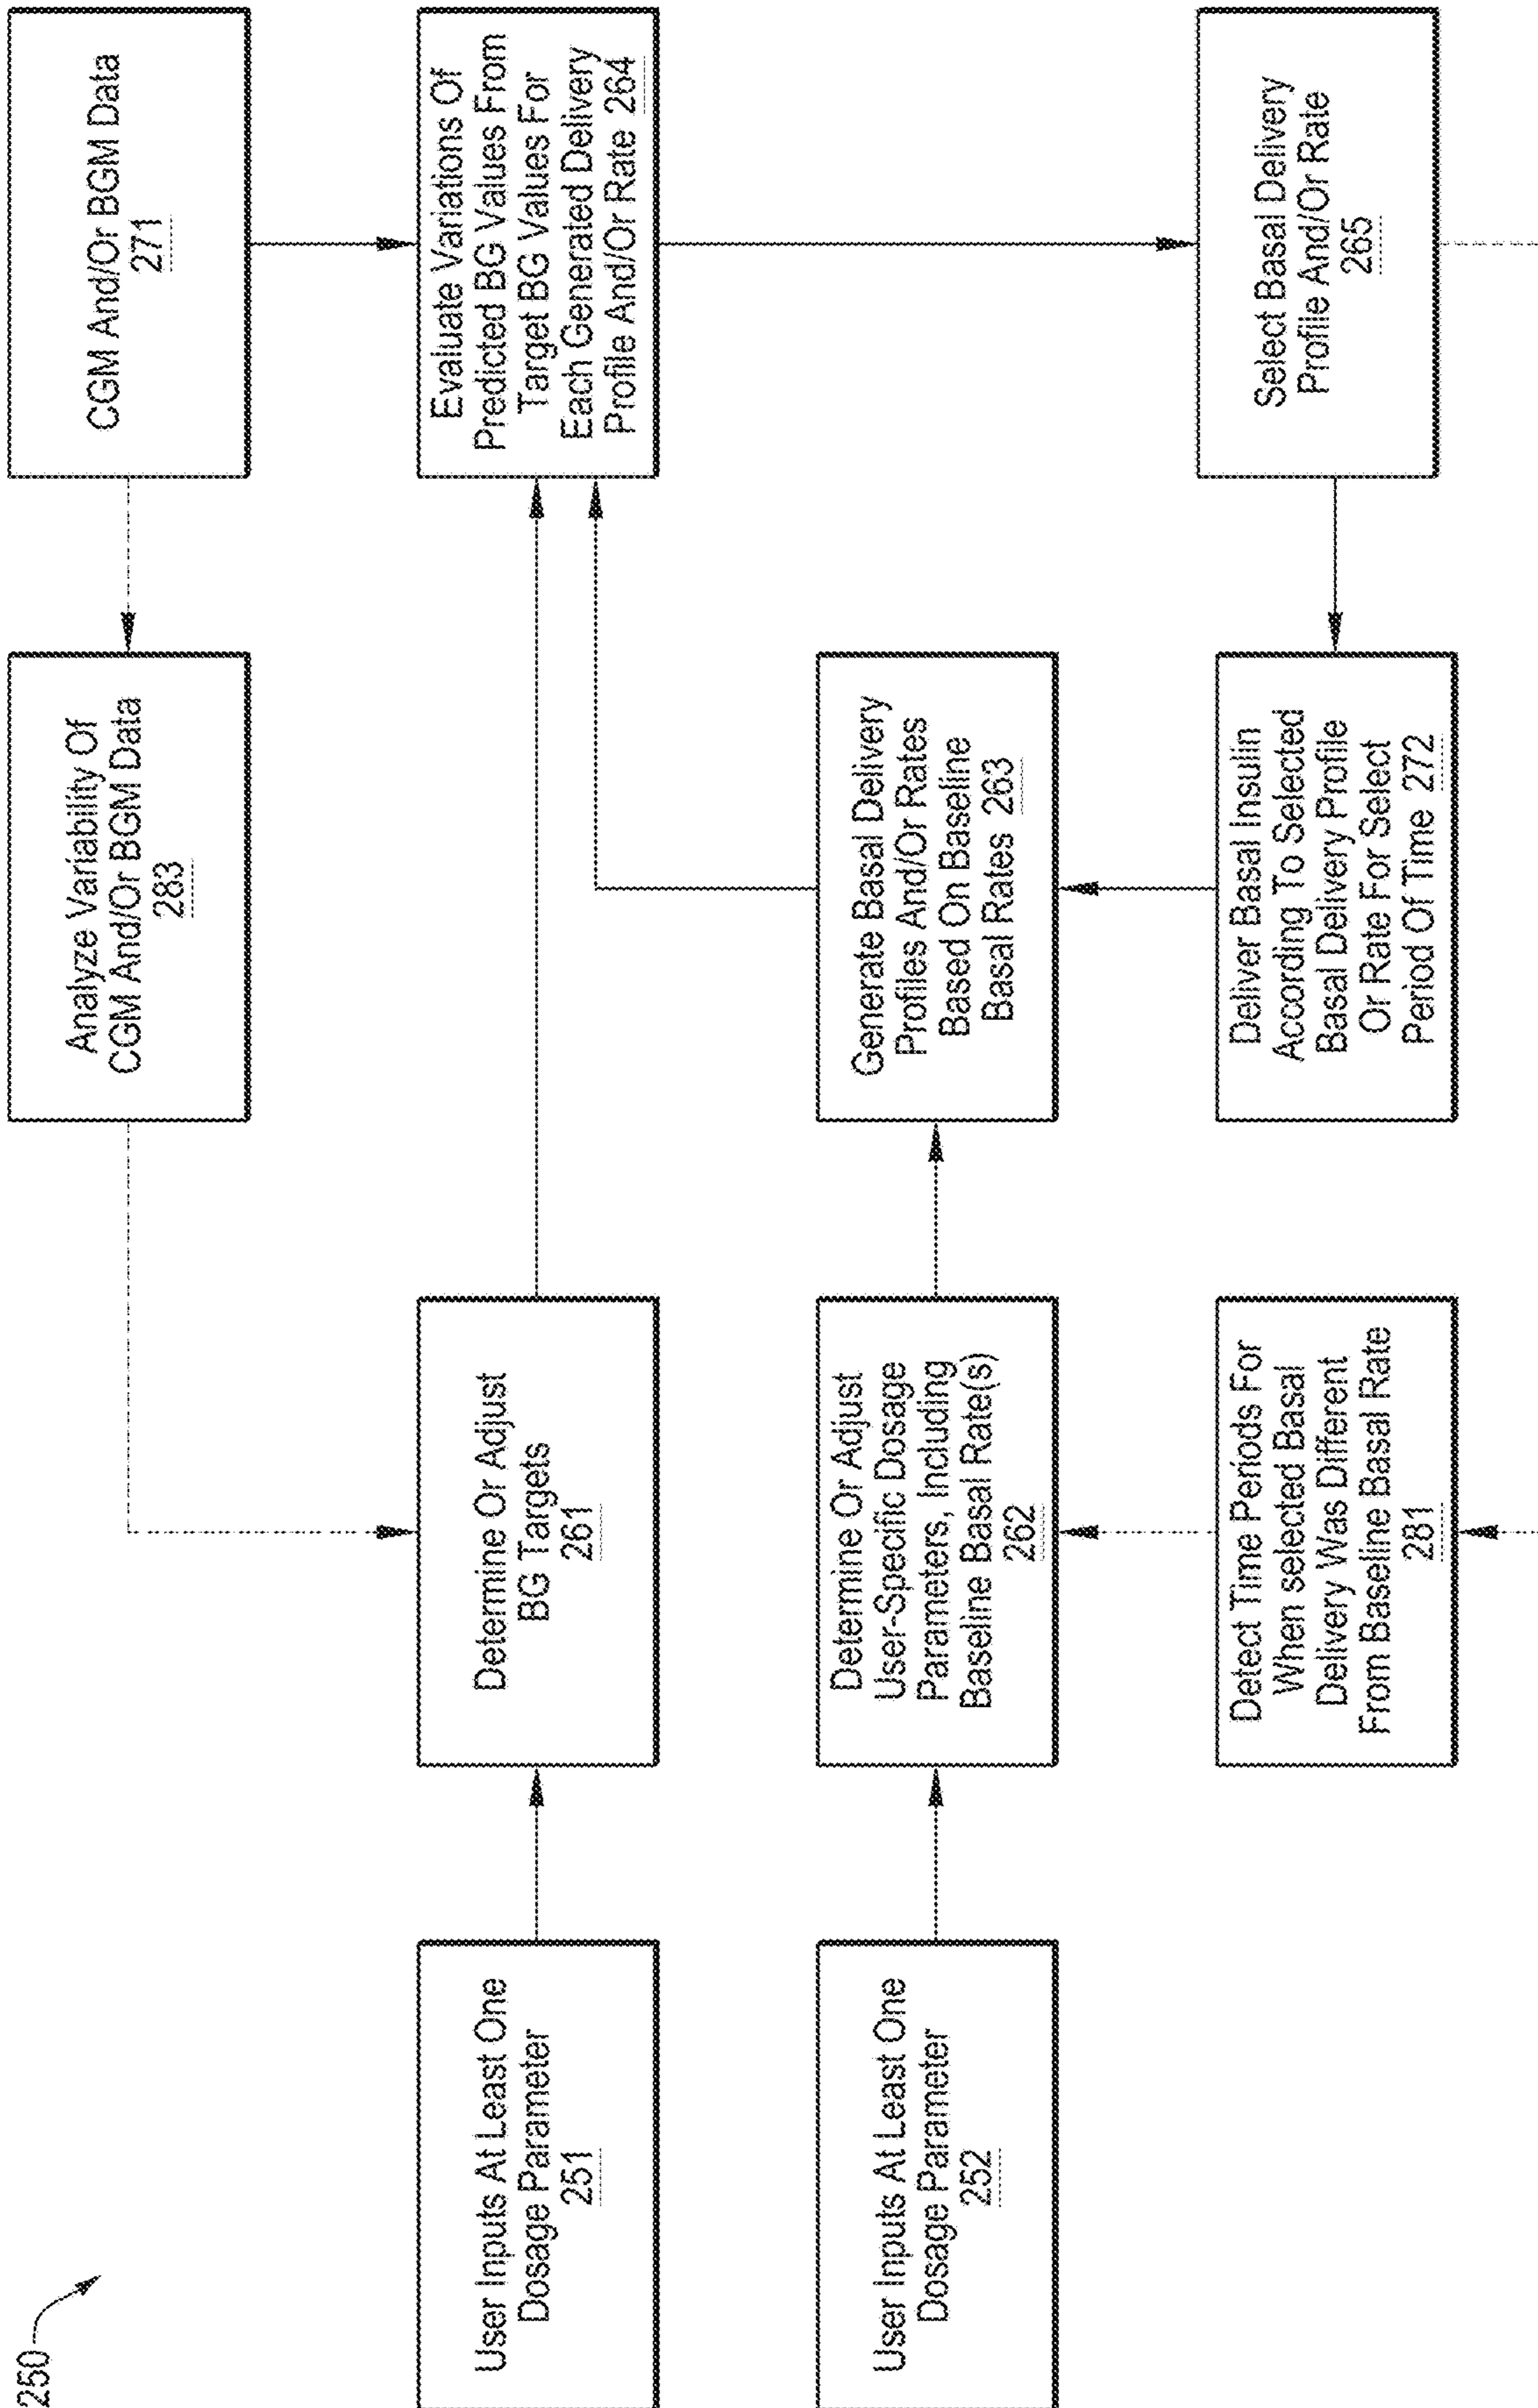 250
CGM And/Or BGM Data
271
Analyze Variability Of
CGM And/Or BGM Data
283
User Inputs At Least One
Dosage Parameter
251
Determine Or Adjust
BG Targets
261
Evaluate Variations Of
Predicted BG Values From
Target BG Values For
Each Generated Delivery
Profile And/Or Rate 264
User Inputs At Least One
Dosage Parameter
252
Determine Or Adjust
User-Specific Dosage
Parameters, Including
Baseline Basal Rate(s)
262
Generate Basal Delivery
Profiles And/Or Rates
Based On Baseline
Basal Rates 263
Detect Time Periods For
When selected Basal
Delivery Was Different
From Baseline Basal Rate
281
Deliver Basal Insulin
According To Selected
Basal Delivery Profile
Or Rate For Select
Period Of Time 272
Select Basal Delivery
Profile And/Or Rate
265